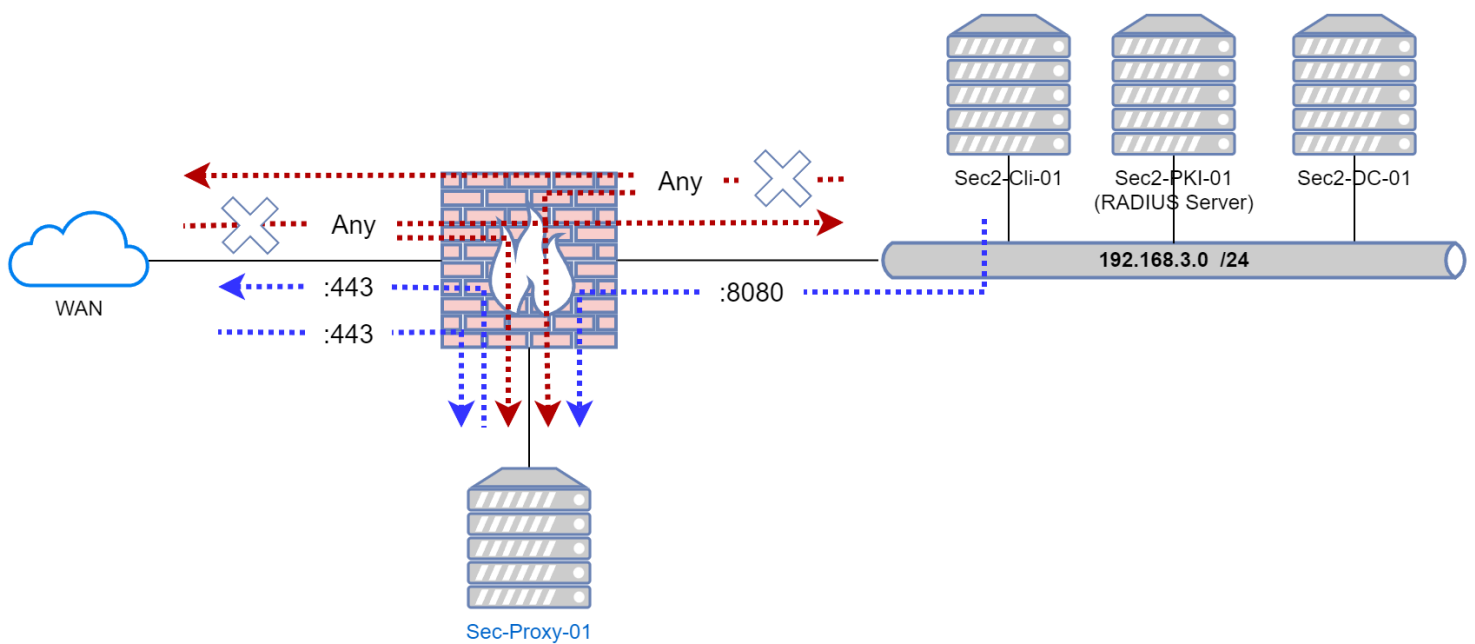 Sec2-Cli-01
Sec2-PKI-01
(RADIUS Server)
Sec2-DC-01
Any
Any
192.168.3.0 /24
WAN
:443
:8080
:443
Sec-Proxy-01